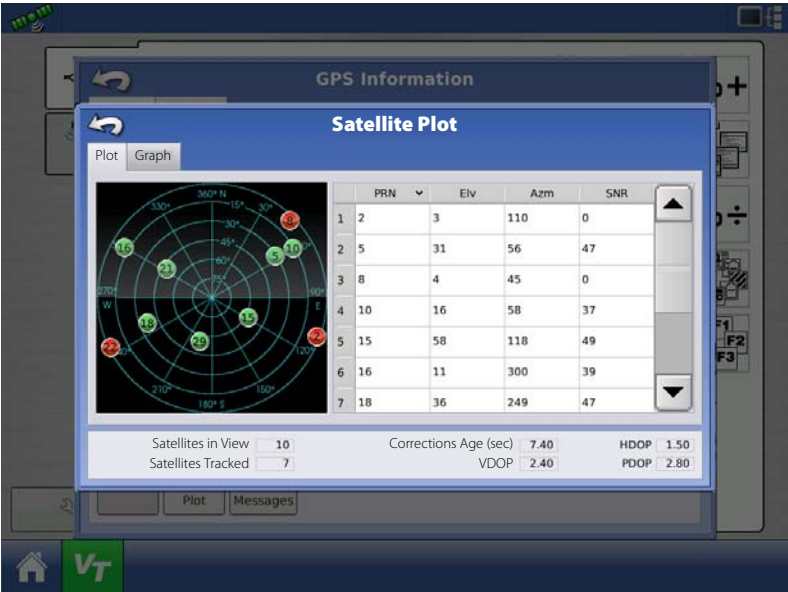 GPS Information
Satellite Plot
Plot Graph
360° N
330° 15° 30°
30°
45°
60°
75°
270° 90°
W E
120°
210° 150°
180° S
8
16
10
5
21
18
15
29
22
2
PRN Elv Azm SNR
1 2 3 110 0
2 5 31 56 47
3 8 4 45 0
4 10 16 58 37
5 15 58 118 49
6 16 11 300 39
7 18 36 249 47
Satellites in View 10 Corrections Age (sec) 7.40 HDOP 1.50
Satellites Tracked 7 VDOP 2.40 PDOP 2.80
Plot Messages
F1
F2
F3
VT